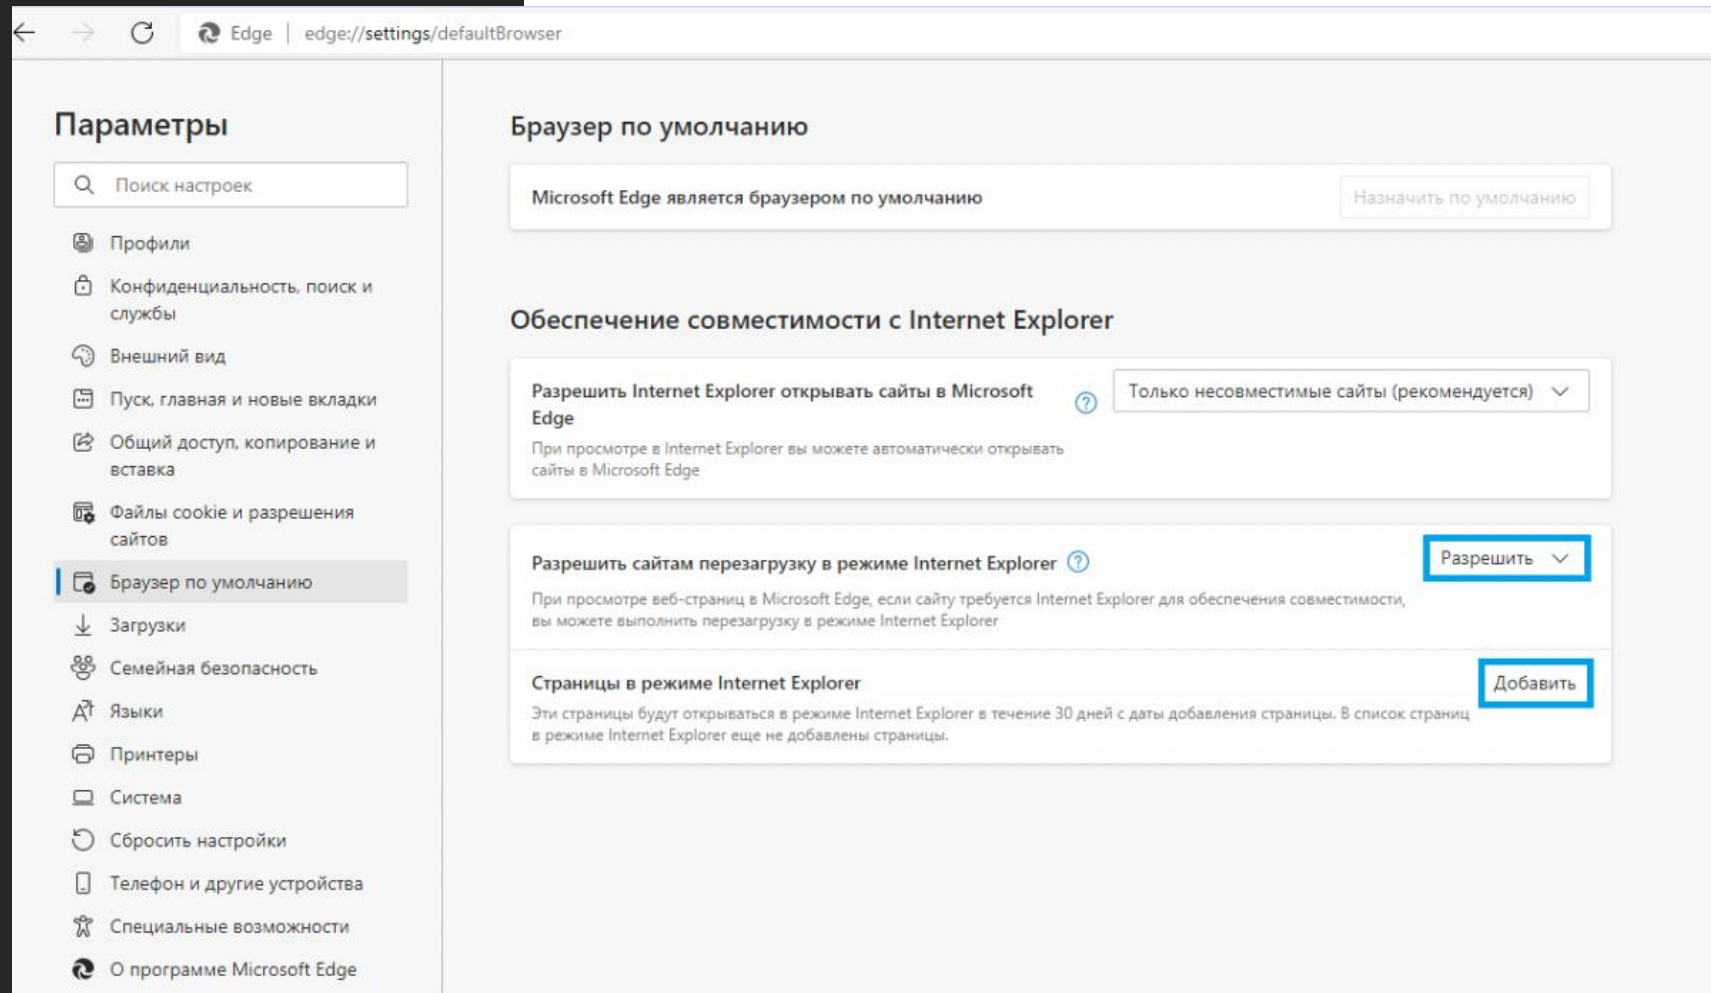 Edge | edge://settings/defaultBrowser
Параметры
Поиск настроек
Профили
Конфиденциальность, поиск и
службы
Внешний вид
Пуск, главная и новые вкладки
Общий доступ, копирование и
вставка
Файлы cookie и разрешения
сайтов
Браузер по умолчанию
Загрузки
Семейная безопасность
Языки
Принтеры
Система
Сбросить настройки
Телефон и другие устройства
Специальные возможности
О программе Microsoft Edge
Браузер по умолчанию
Microsoft Edge является браузером по умолчанию
Назначить по умолчанию
Обеспечение совместимости с Internet Explorer
Разрешить Internet Explorer открывать сайты в Microsoft
Edge
Только несовместимые сайты (рекомендуется)
При просмотре в Internet Explorer вы можете автоматически открывать
сайты в Microsoft Edge
Разрешить сайтам перезагрузку в режиме Internet Explorer
Разрешить
При просмотре веб-страниц в Microsoft Edge, если сайту требуется Internet Explorer для обеспечения совместимости,
вы можете выполнить перезагрузку в режиме Internet Explorer
Страницы в режиме Internet Explorer
Добавить
Эти страницы будут открываться в режиме Internet Explorer в течение 30 дней с даты добавления страницы. В список страниц
в режиме Internet Explorer еще не добавлены страницы.